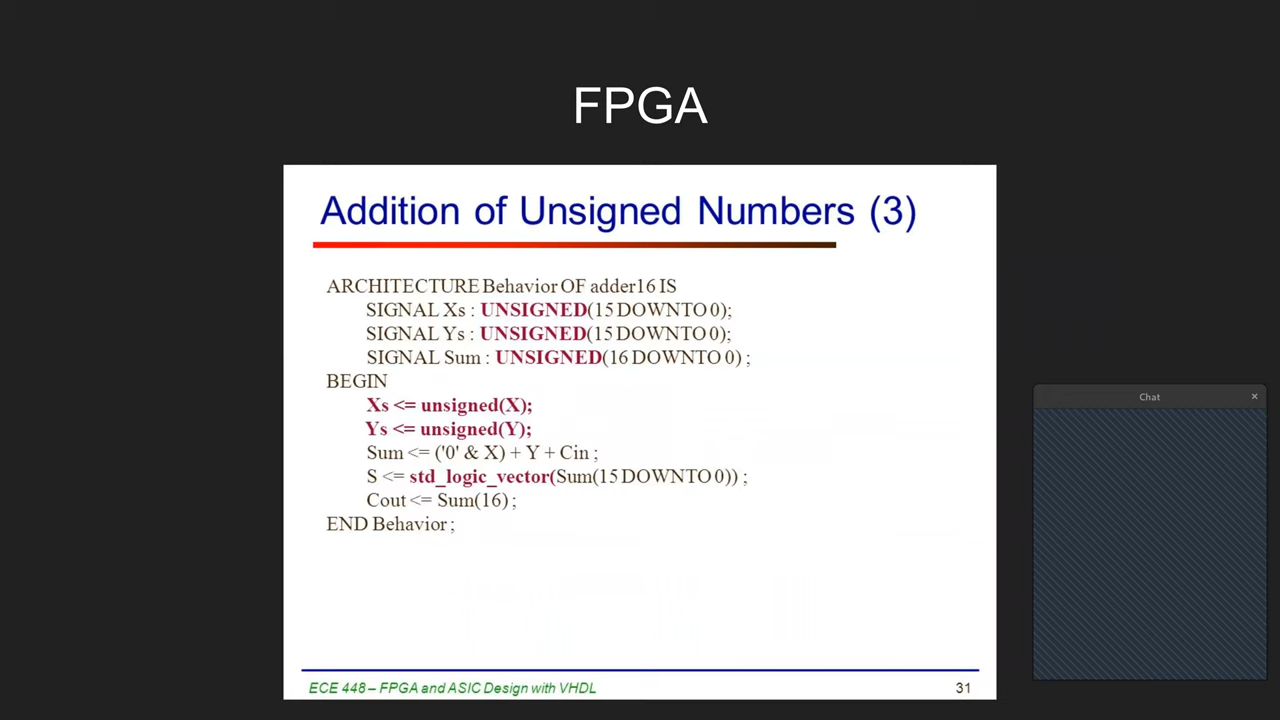 FPGA
Addition of Unsigned Numbers (3)
ARCHITECTURE Behavior OF adder16 IS
SIGNAL Xs : UNSIGNED(15 DOWNTO 0);
SIGNAL Ys : UNSIGNED(15 DOWNTO 0);
SIGNAL Sum : UNSIGNED(16 DOWNTO 0) ;
BEGIN
Xs <= unsigned(X);
Ys <= unsigned(Y);
Sum <= ('0' & X) + Y + Cin ;
S <= std_logic_vector(Sum(15 DOWNTO 0)) ;
Cout <= Sum(16) ;
END Behavior ;
ECE 448 – FPGA and ASIC Design with VHDL
31
Chat
×